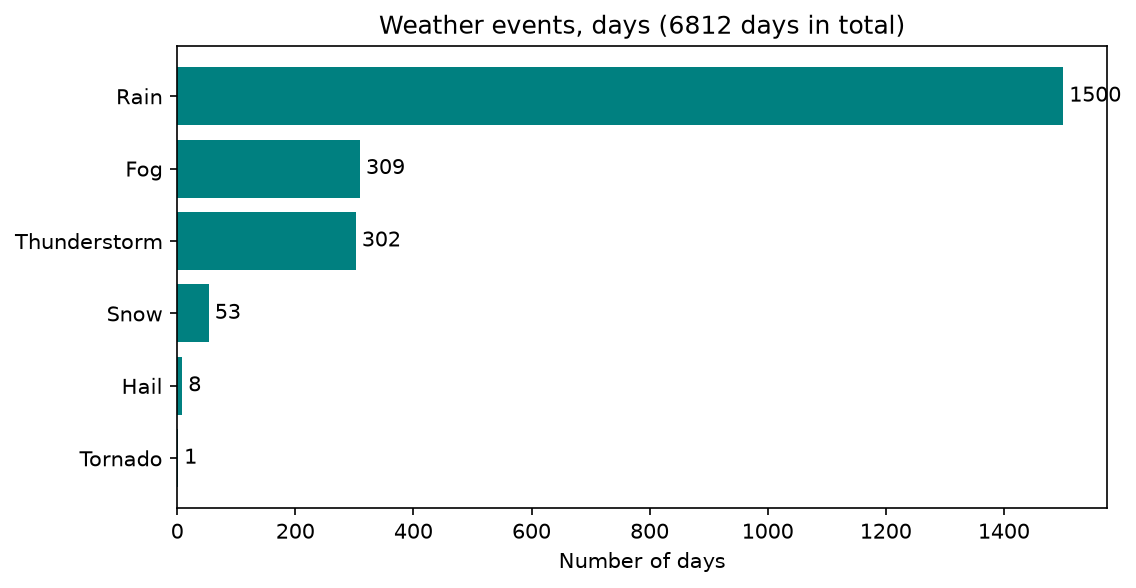 Weather events, days (6812 days in total)
Rain 1500
Fog 309
Thunderstorm 302
Snow 53
Hail 8
Tornado 1
0 200 400 600 800 1000 1200 1400
Number of days